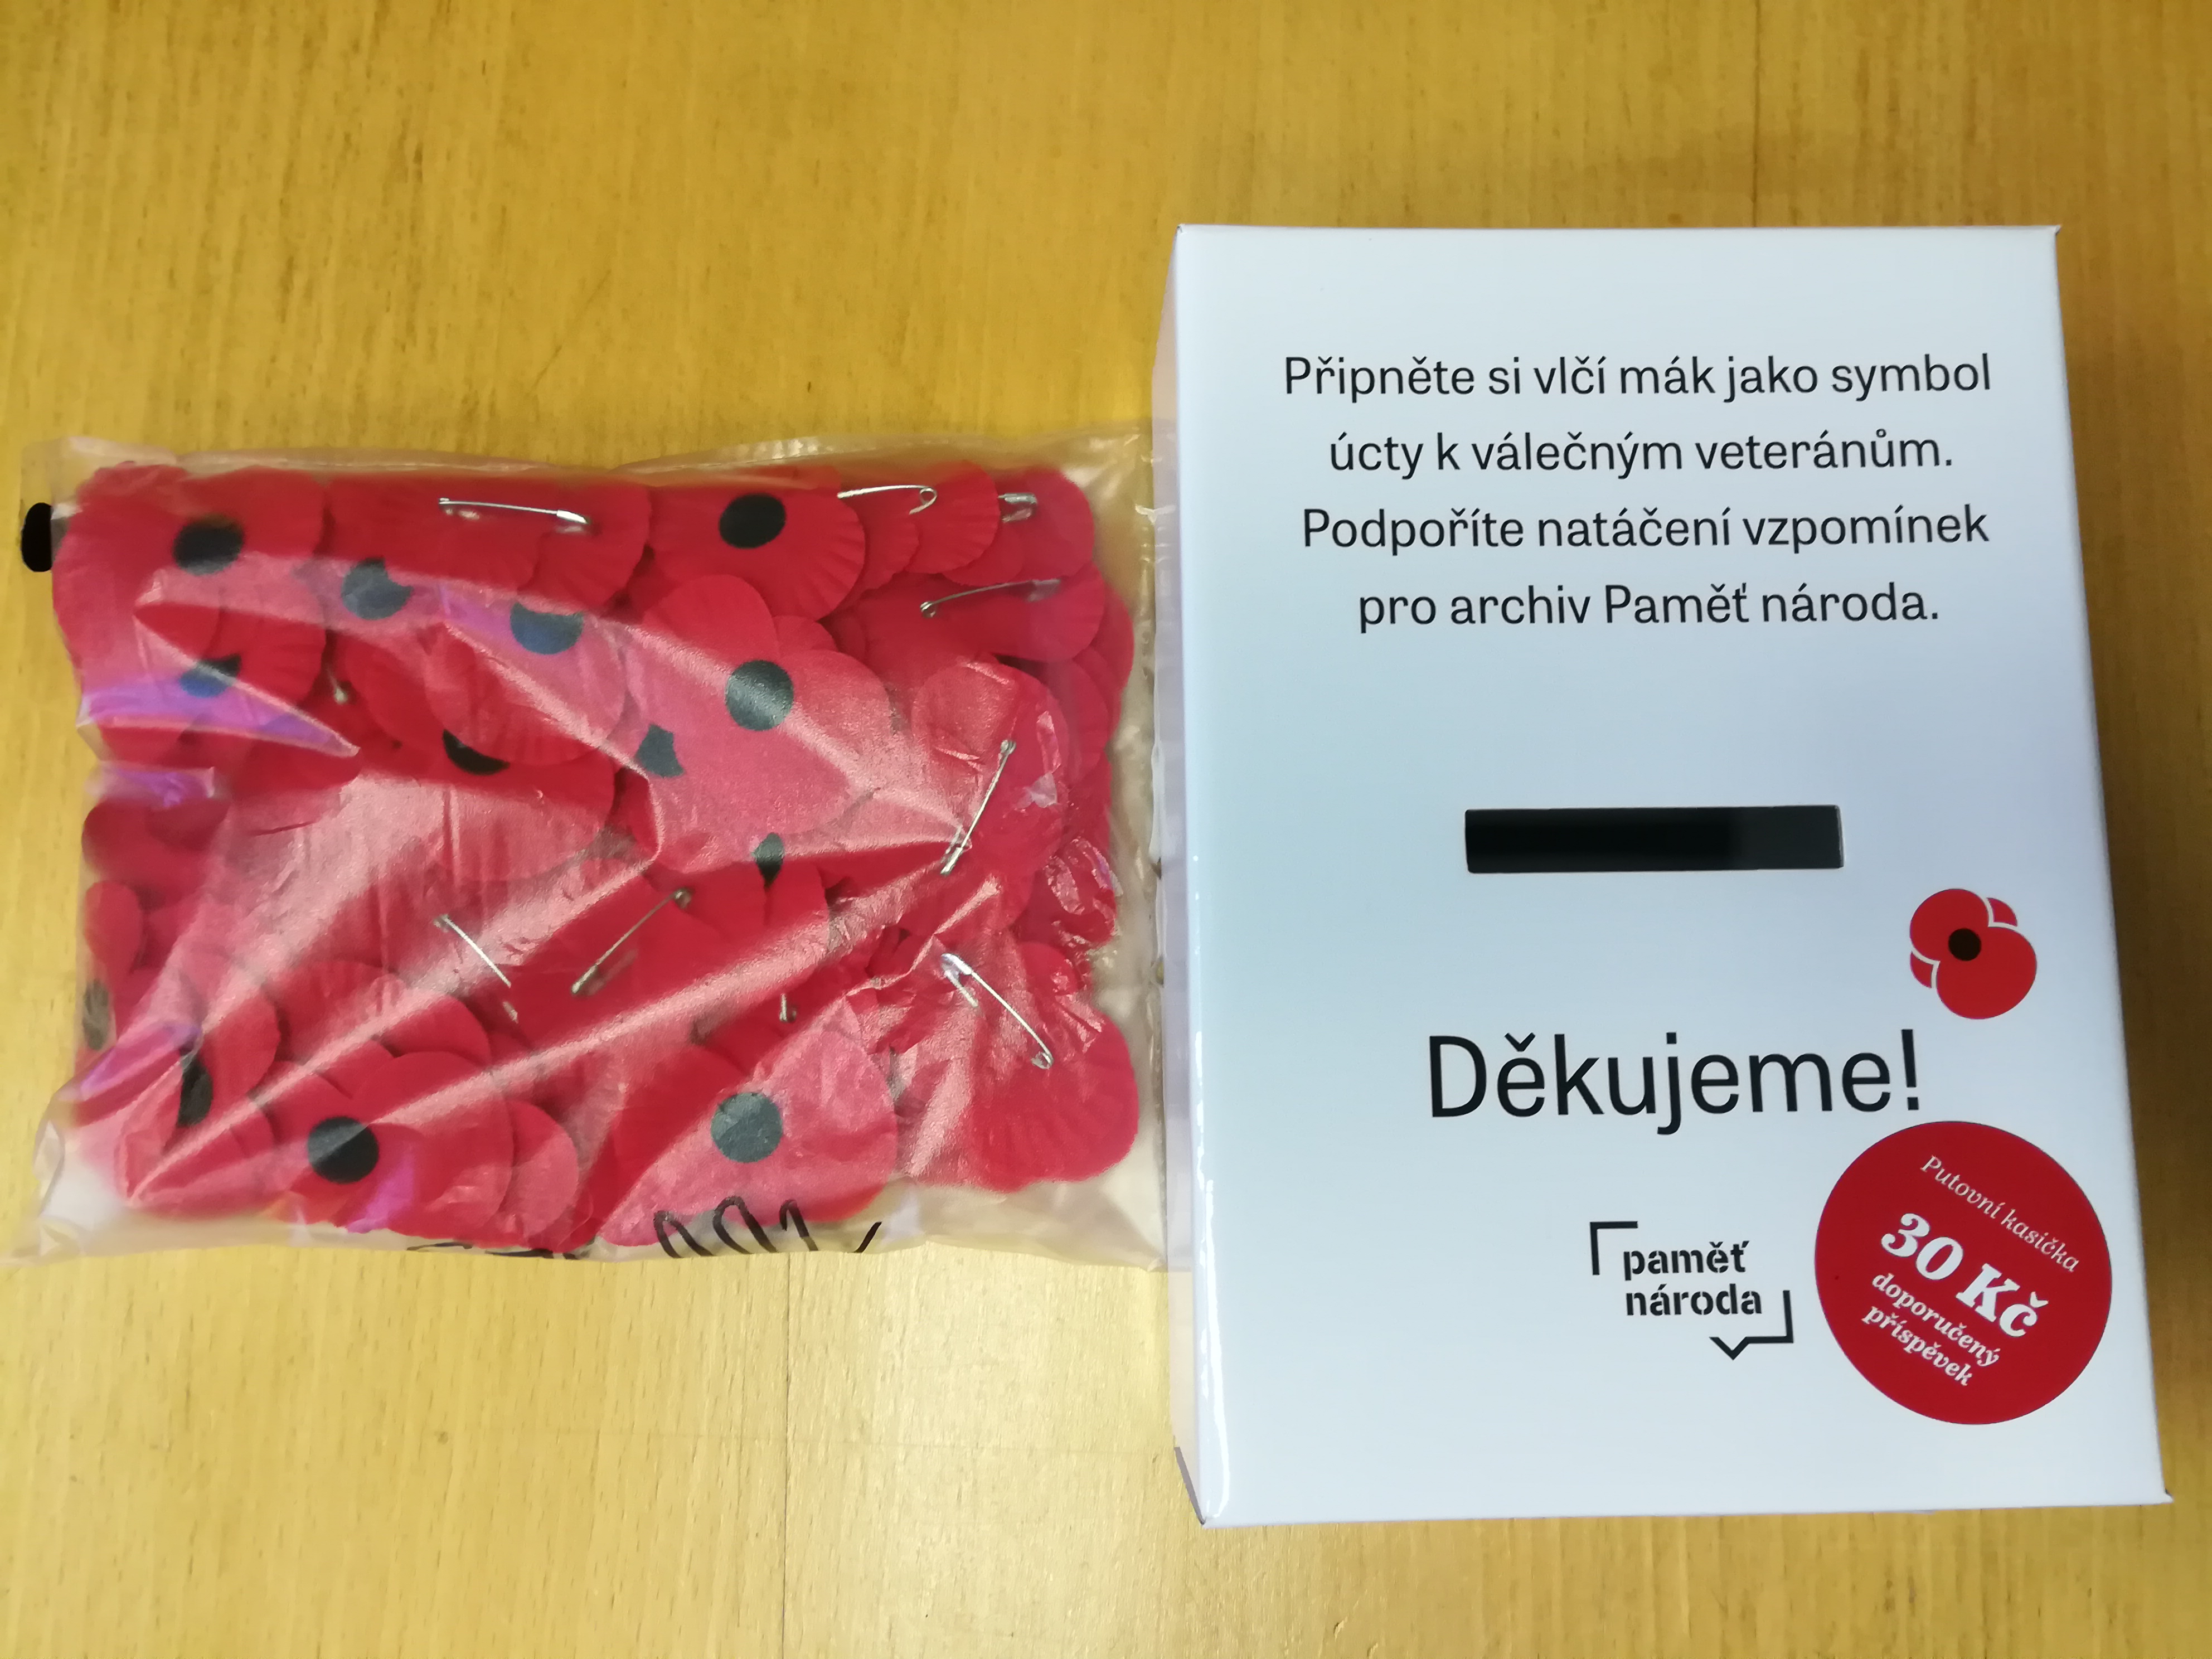 Připněte si vlčí mák jako symbol
úcty k válečným veteránům.
Podpoříte natáčení vzpomínek
pro archiv Paměť národa.
Děkujeme!
paměť
národa
Putovní kasička
30 Kč
doporučený
příspěvek